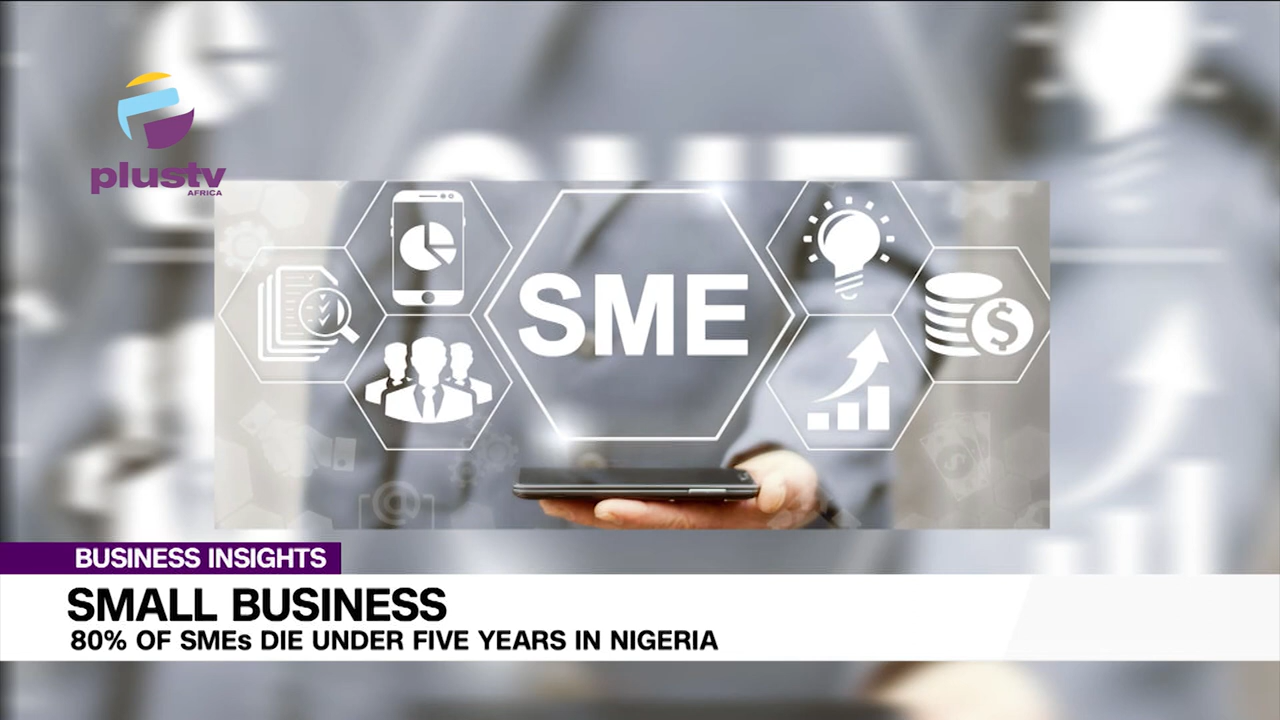 plustv
AFRICA
SME
$
@
BUSINESS INSIGHTS
SMALL BUSINESS
80% OF SMEs DIE UNDER FIVE YEARS IN NIGERIA